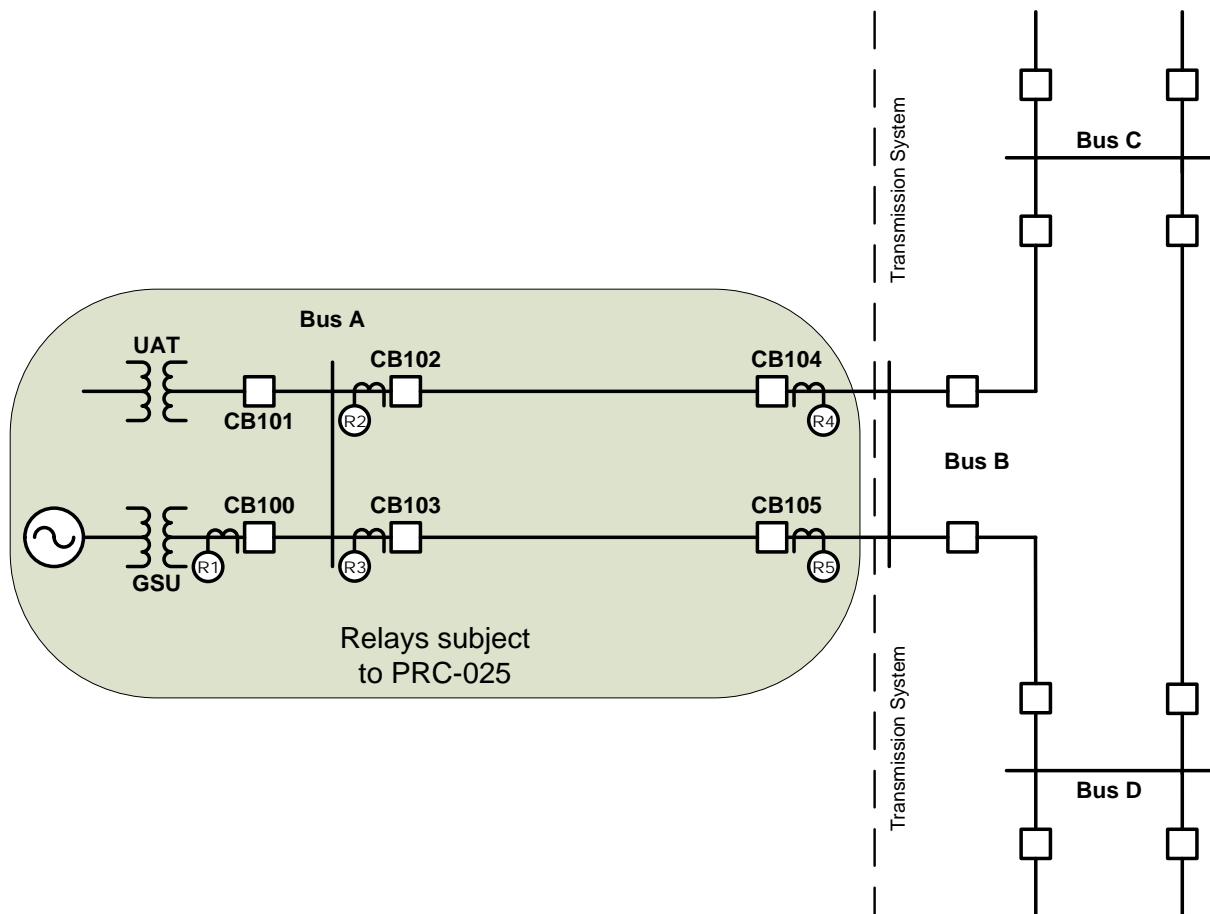 Transmission System
Bus C
Bus A
UAT
CB102
CB104
CB101
R2
R4
Bus B
CB100
CB103
CB105
R1
R3
R5
GSU
Relays subject
to PRC-025
Transmission System
Bus D